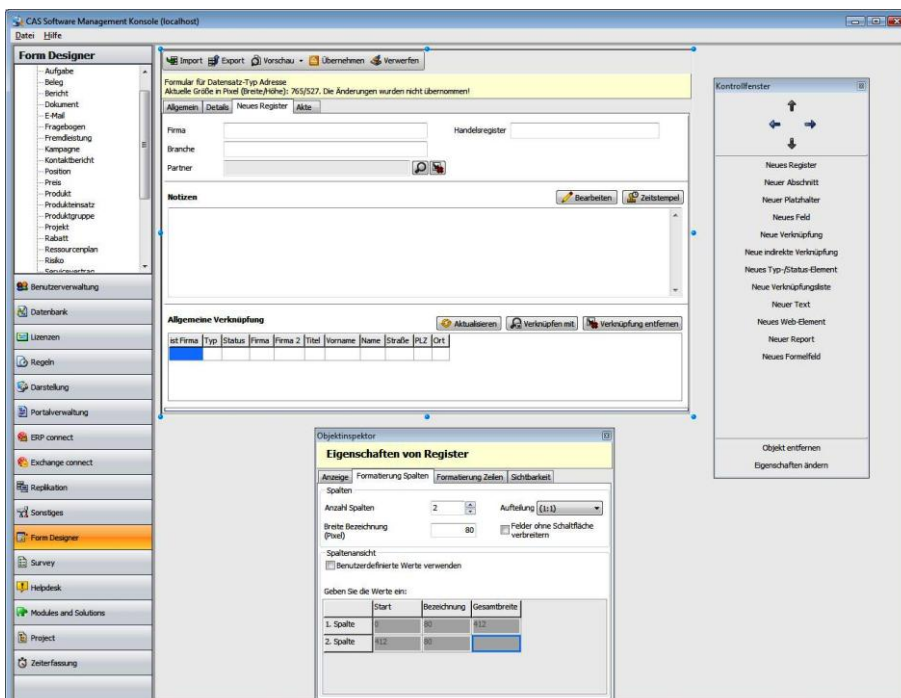 CAS Software Management Konsole (localhost)
Datei Hilfe
Form Designer
Aufgabe
Beleg
Bericht
Dokument
E-Mail
Fragebogen
Fremdleistung
Kampagne
Kontaktbericht
Position
Preis
Produkt
Produkteinsatz
Produktgruppe
Projekt
Rabatt
Ressourcenplan
Risiko
Servicevertrag
Benutzerverwaltung
Datenbank
Lizenzen
Regeln
Darstellung
Portalverwaltung
ERP connect
Exchange connect
Replikation
Sonstiges
Form Designer
Survey
Helpdesk
Modules and Solutions
Project
Zeiterfassung
Import Export Vorschau Übernehmen Verwerfen
Formular für Datensatz-Typ Adresse
Aktuelle Größe in Pixel (Breite/Höhe): 765/527. Die Änderungen wurden nicht übernommen!
Allgemein Details Neues Register Akte
Firma Handelsregister
Branche
Partner
Notizen Bearbeiten Zeitstempel
Allgemeine Verknüpfung Aktualisieren Verknüpfen mit Verknüpfung entfernen
ist Firma Typ Status Firma Firma 2 Titel Vorname Name Straße PLZ Ort
Kontrollfenster
Neues Register
Neuer Abschnitt
Neuer Platzhalter
Neues Feld
Neue Verknüpfung
Neue indirekte Verknüpfung
Neues Typ-/Status-Element
Neue Verknüpfungsliste
Neuer Text
Neues Web-Element
Neuer Report
Neues Formelfeld
Objekt entfernen
Eigenschaften ändern
Objektinspektor
Eigenschaften von Register
Anzeige Formatierung Spalten Formatierung Zeilen Sichtbarkeit
Spalten
Anzahl Spalten 2 Aufteilung (1:1)
Breite Bezeichnung (Pixel) 80 Felder ohne Schaltfläche verbreitern
Spaltenansicht
Benutzerdefinierte Werte verwenden
Geben Sie die Werte ein:
Start Bezeichnung Gesamtbreite
1. Spalte 0 80 412
2. Spalte 412 80